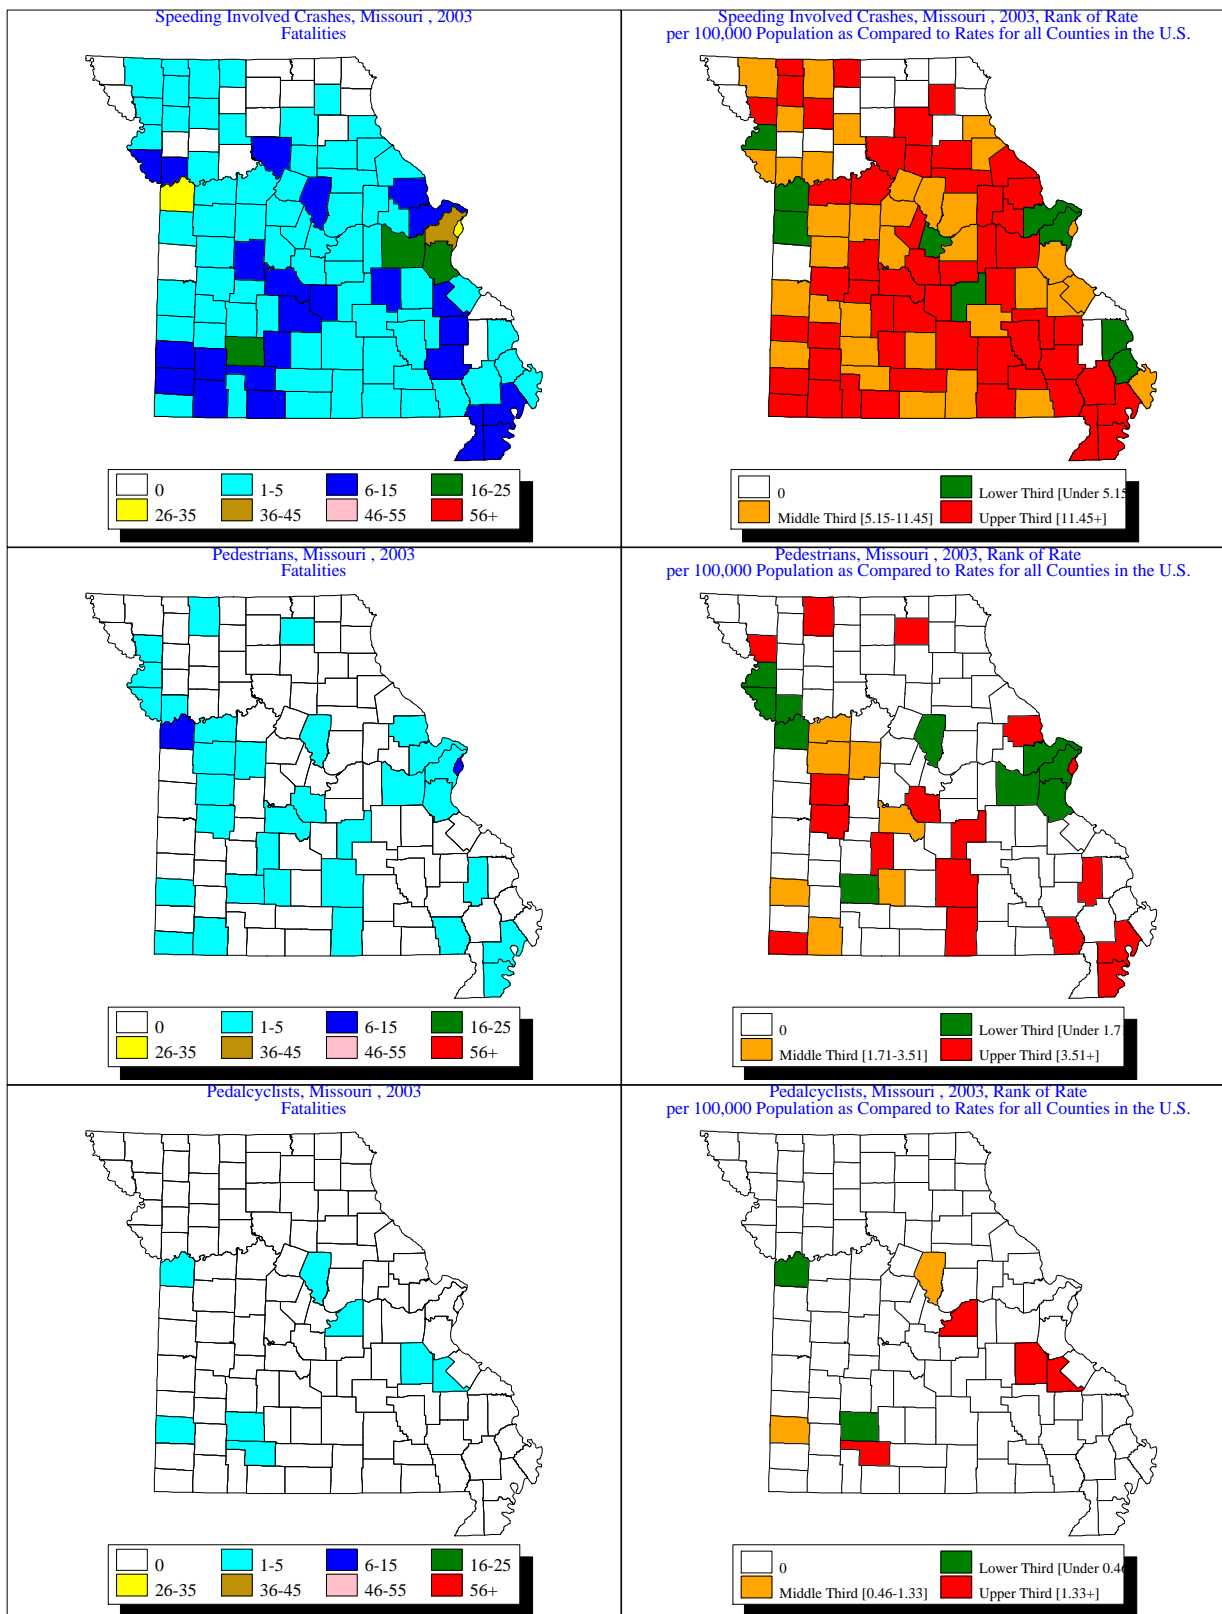 Speeding Involved Crashes, Missouri , 2003
Fatalities
0
1-5
6-15
16-25
26-35
36-45
46-55
56+
Speeding Involved Crashes, Missouri , 2003, Rank of Rate
per 100,000 Population as Compared to Rates for all Counties in the U.S.
0
Lower Third [Under 5.15
Middle Third [5.15-11.45]
Upper Third [11.45+]
Pedestrians, Missouri , 2003
Fatalities
0
1-5
6-15
16-25
26-35
36-45
46-55
56+
Pedestrians, Missouri , 2003, Rank of Rate
per 100,000 Population as Compared to Rates for all Counties in the U.S.
0
Lower Third [Under 1.71
Middle Third [1.71-3.51]
Upper Third [3.51+]
Pedalcyclists, Missouri , 2003
Fatalities
0
1-5
6-15
16-25
26-35
36-45
46-55
56+
Pedalcyclists, Missouri , 2003, Rank of Rate
per 100,000 Population as Compared to Rates for all Counties in the U.S.
0
Lower Third [Under 0.46
Middle Third [0.46-1.33]
Upper Third [1.33+]